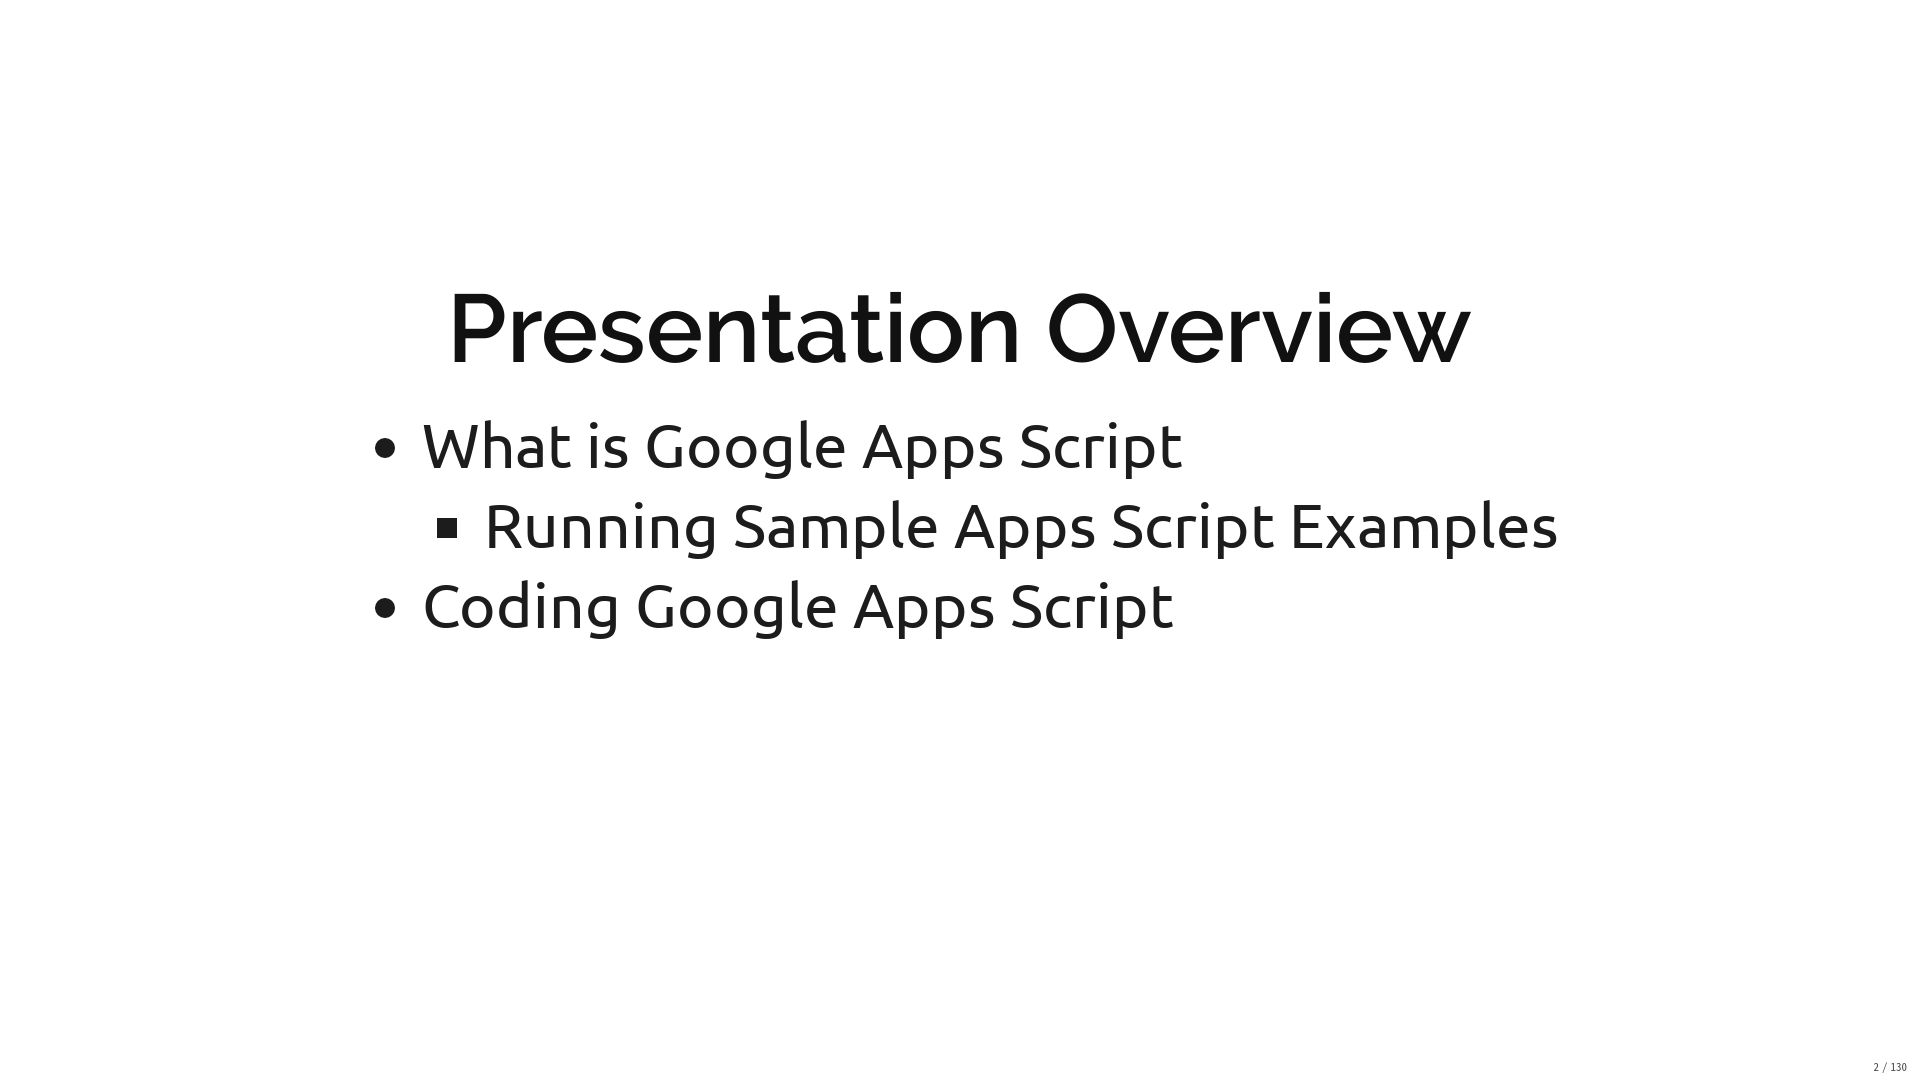 Presentation Overview
• What is Google Apps Script
▪ Running Sample Apps Script Examples
• Coding Google Apps Script
2 / 130